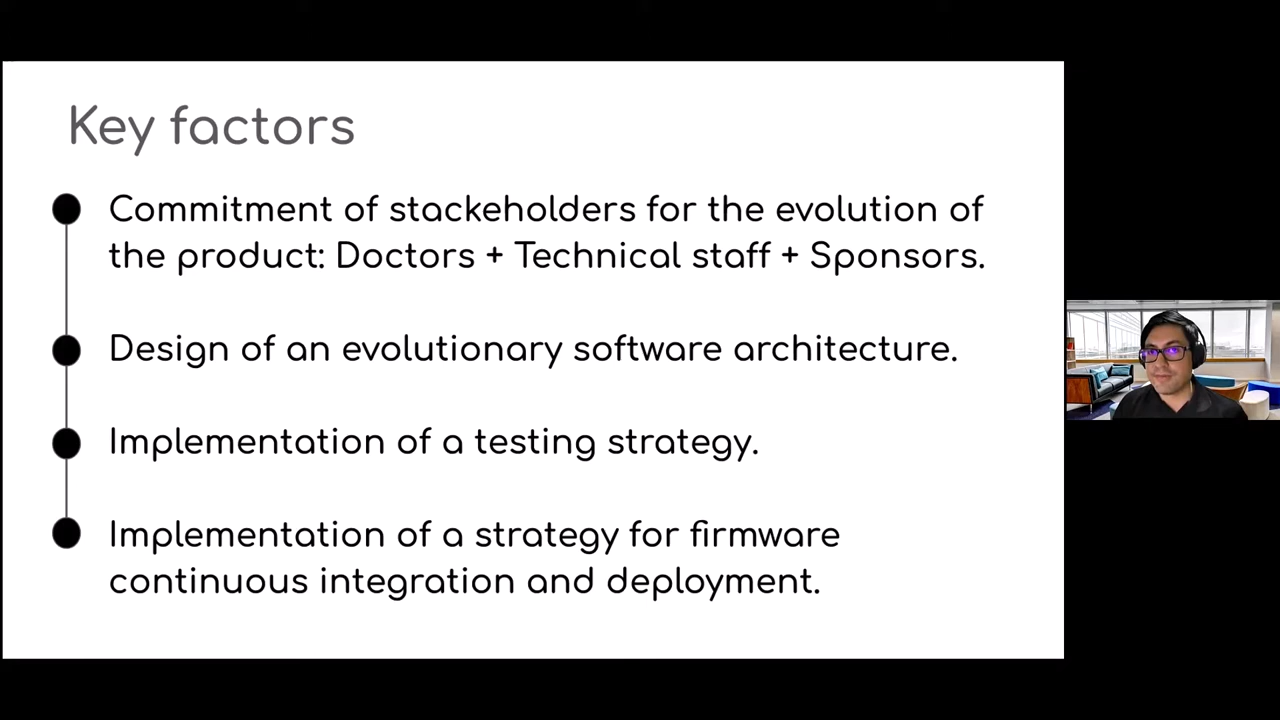 Key factors
Commitment of stackeholders for the evolution of
the product: Doctors + Technical staff + Sponsors.
Design of an evolutionary software architecture.
Implementation of a testing strategy.
Implementation of a strategy for firmware
continuous integration and deployment.